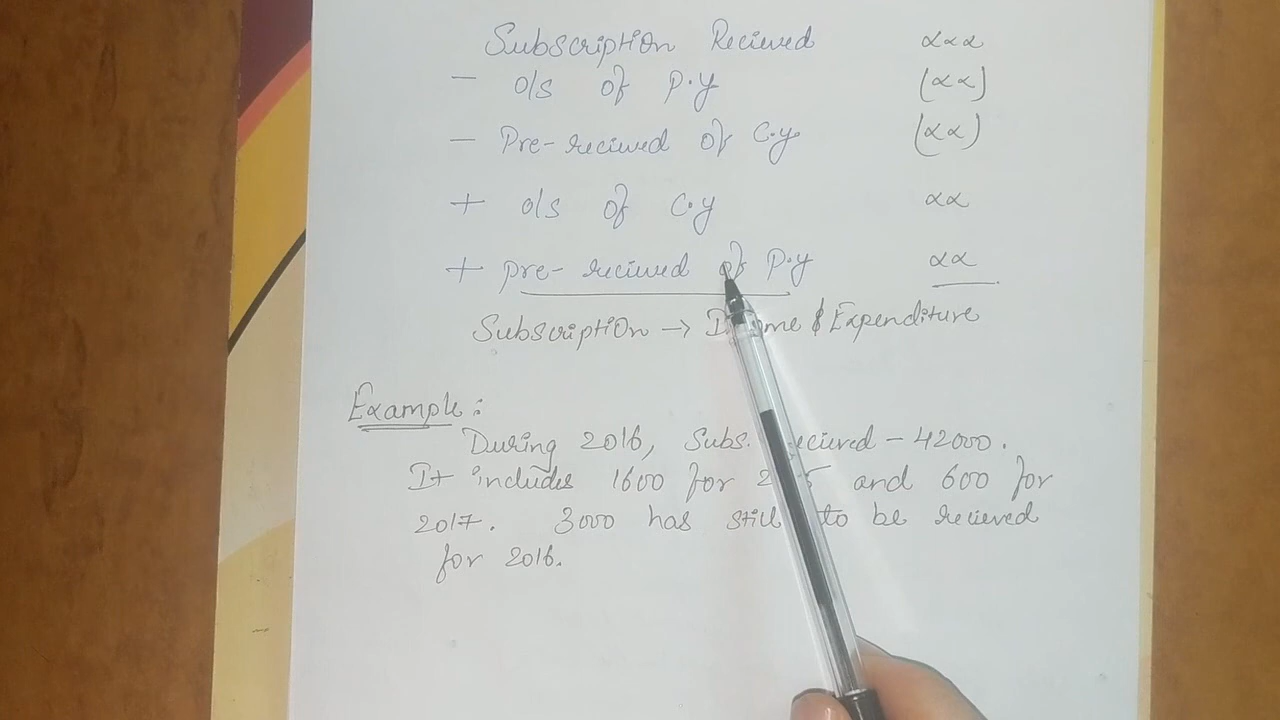 Subscription Recieved xxx
- o/s of P.y (xx)
- Pre-recieved of C.y. (xx)
+ o/s of C.y xx
+ pre-recieved of P.y xx
Subscription → & Expenditure
Example:
During 2016, Subs. - 42000.
It includes 1600 for and 600 for
2017. 3000 has still to be recieved
for 2016.